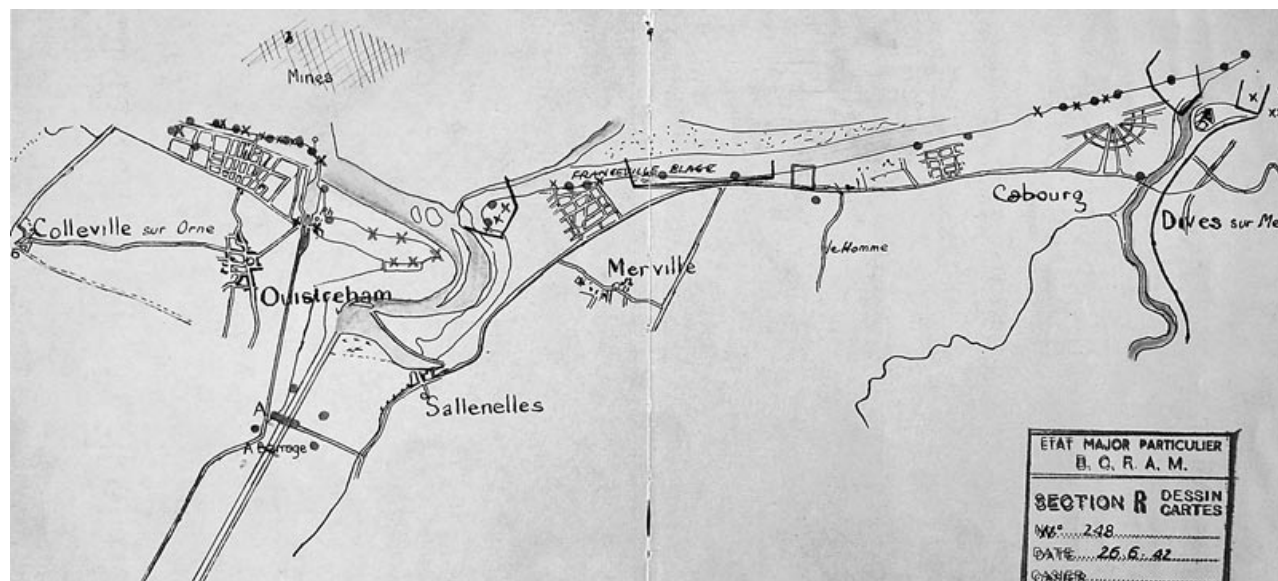 Mines
FRANCEVILLE PLAGE
Colleville sur Orne
Cabourg
Dives sur Me
le Homme
Merville
Ouistreham
Sallenelles
A
A Barrage
ETAT MAJOR PARTICULIER
B. C. R. A. M.
SECTION R DESSIN
CARTES
N° 248
DATE 26.6.42
CASIER